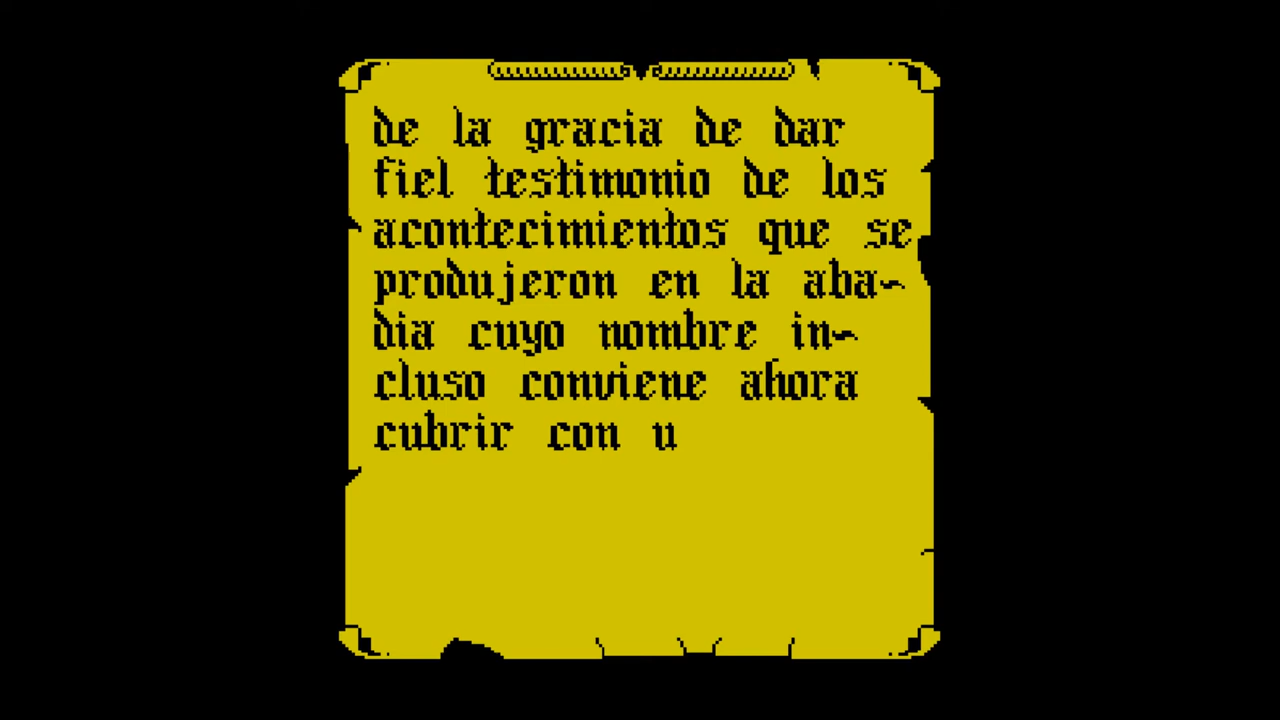 de la gracia de dar
fiel testimonio de los
acontecimientos que se
produjeron en la aba-
dia cuyo nombre in-
cluso conviene ahora
cubrir con u